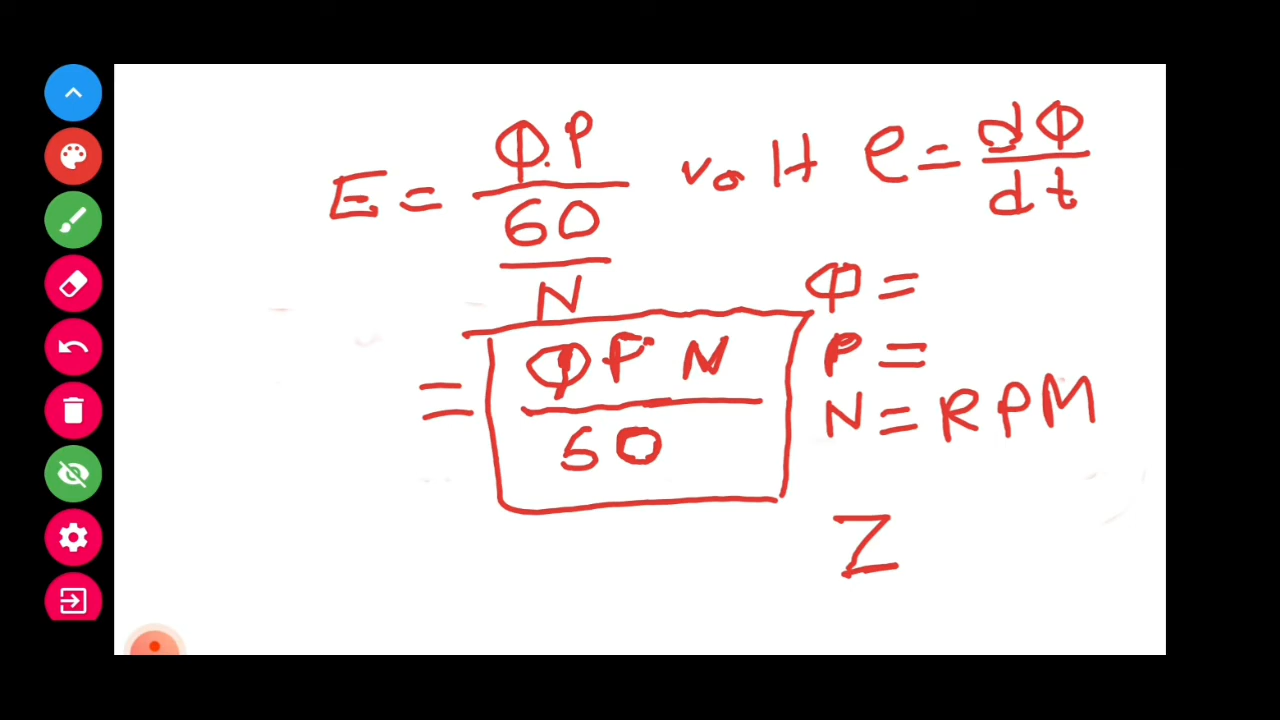 E = Φ.P / 60 / N volt e = dΦ / dt
Φ =
= ΦPN / 60
P =
N = RPM
Z